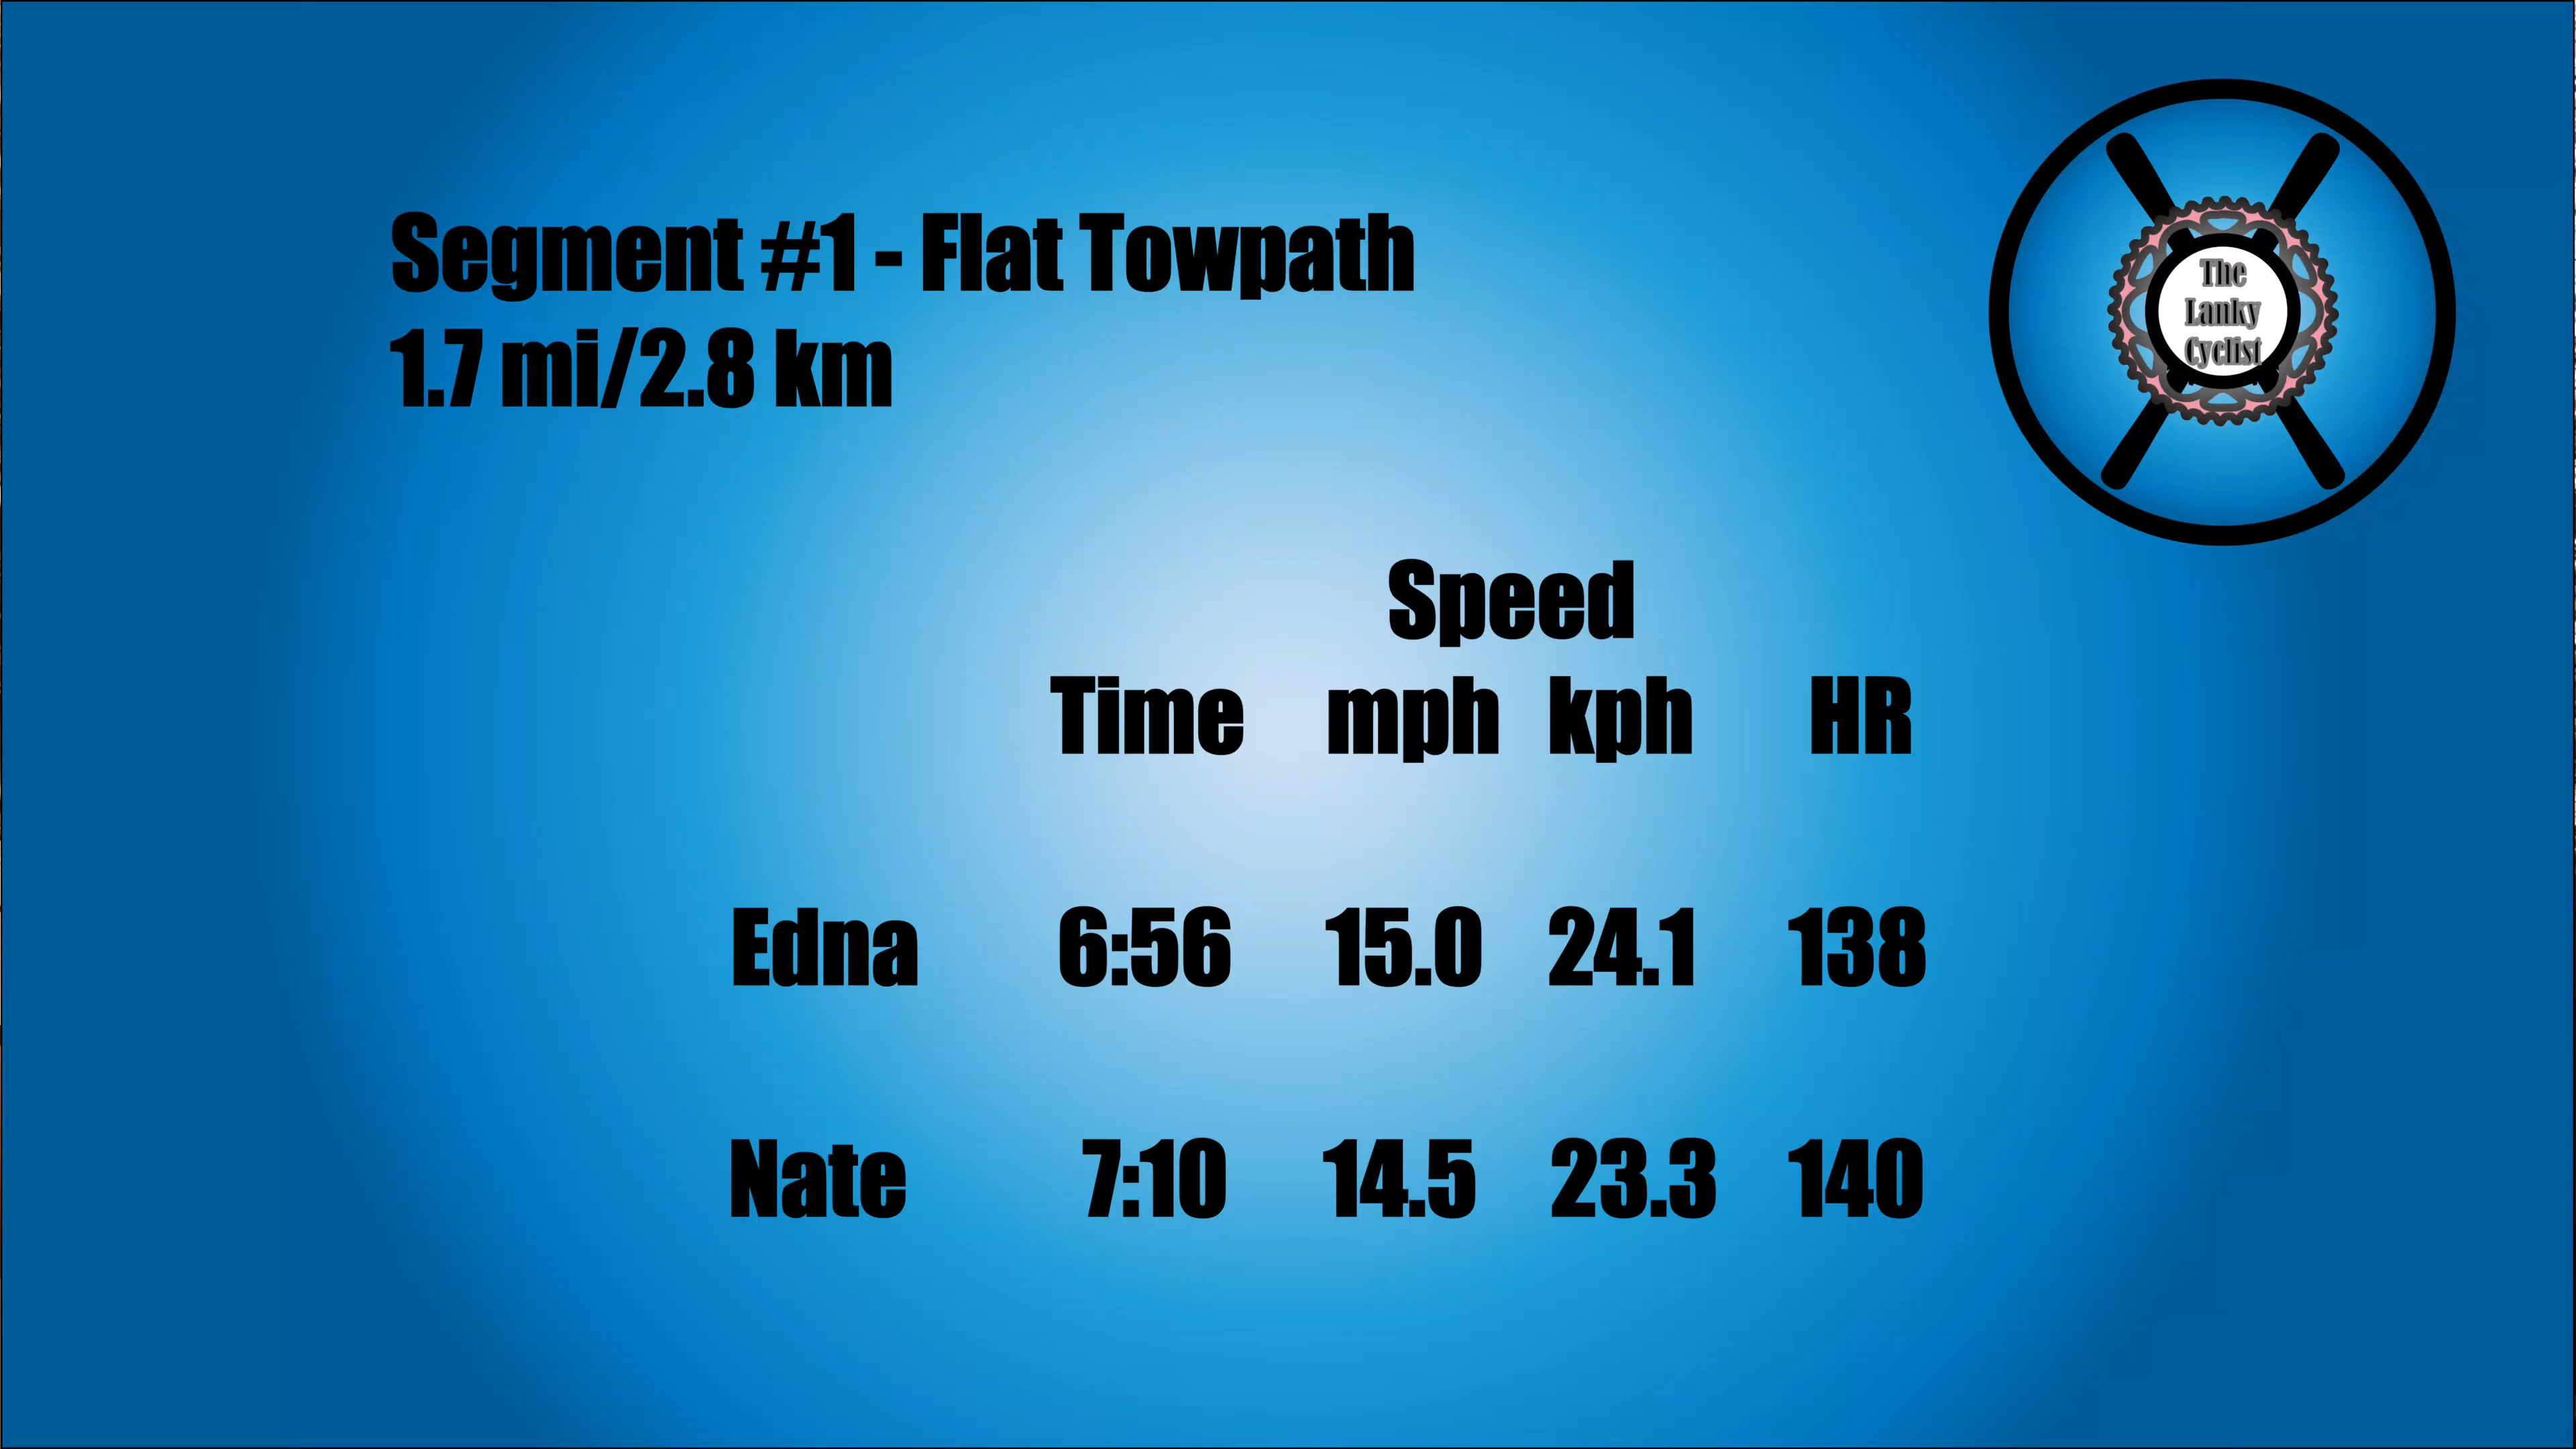 Segment #1 - Flat Towpath
1.7 mi/2.8 km
The
Lanky
Cyclist
Speed
Time mph kph HR
Edna 6:56 15.0 24.1 138
Nate 7:10 14.5 23.3 140